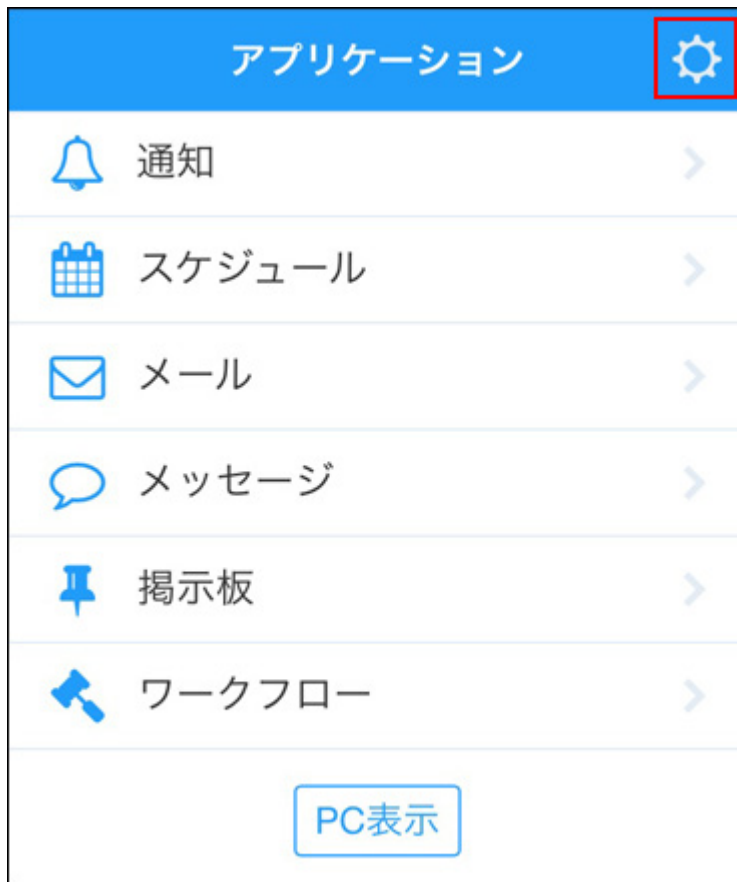 アプリケーション
通知
スケジュール
メール
メッセージ
掲示板
ワークフロー
PC表示